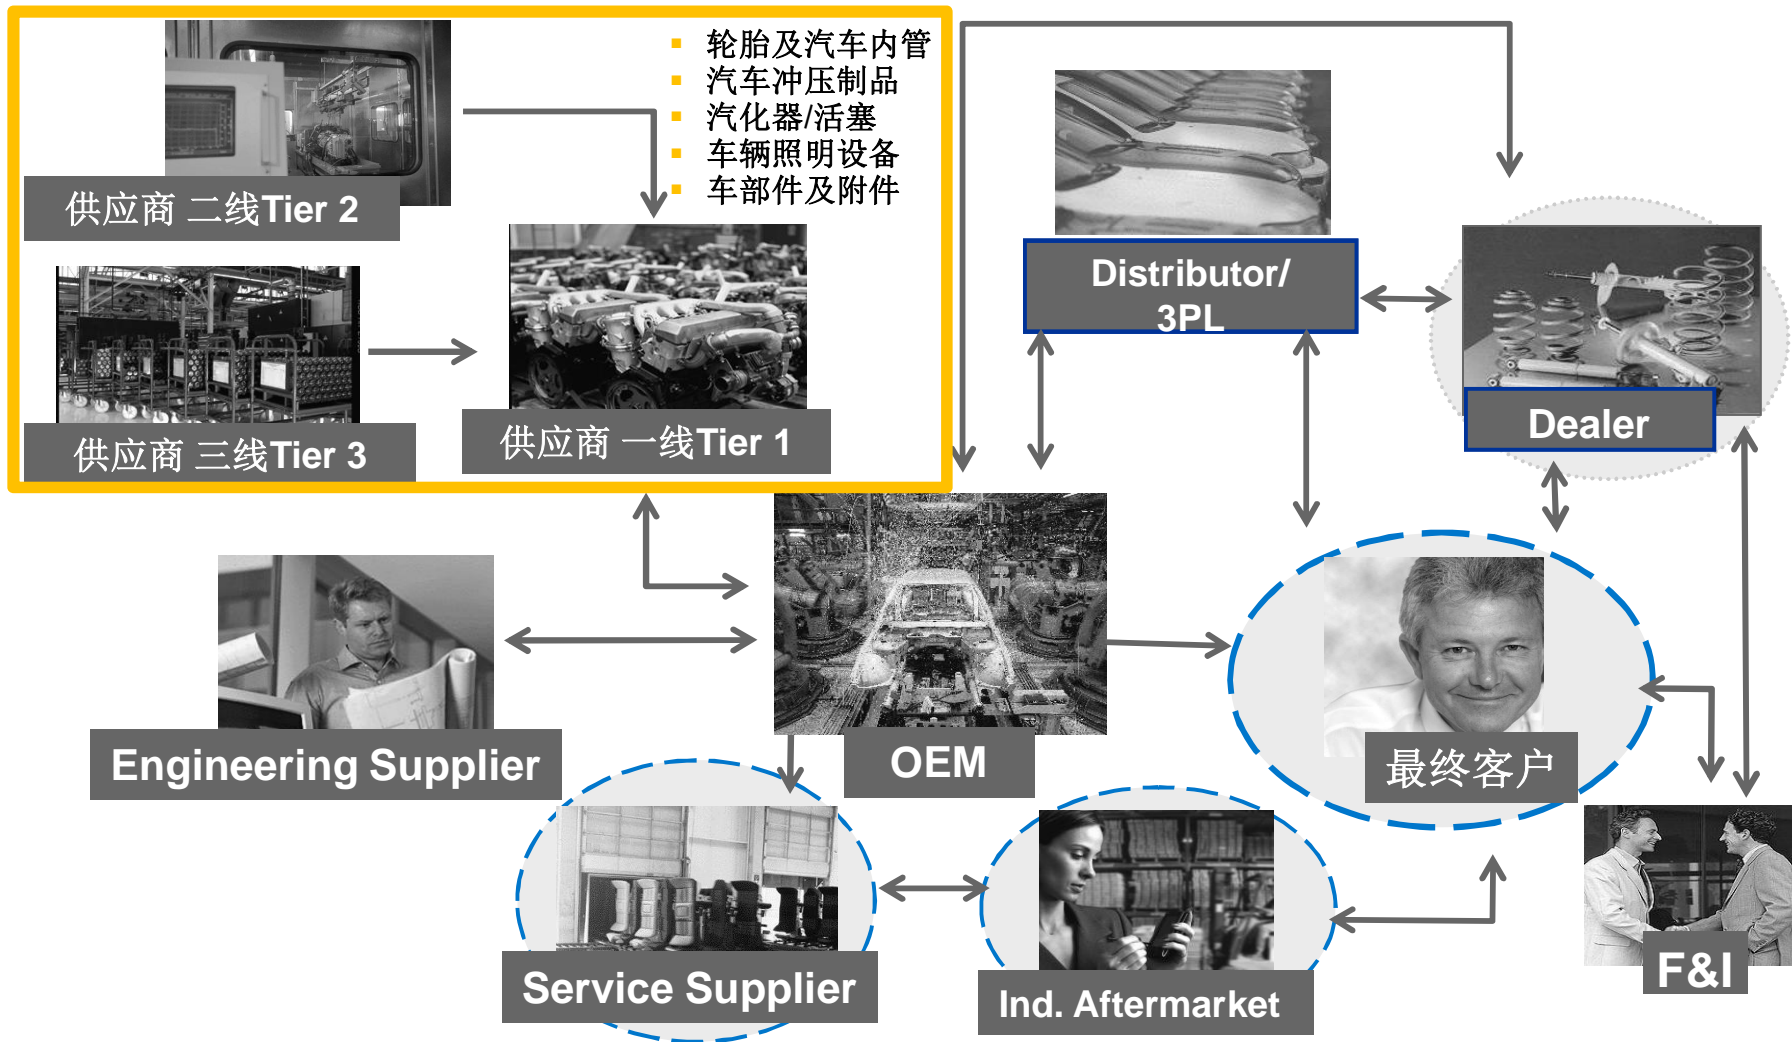 轮胎及汽车内管
汽车冲压制品
汽化器/活塞
车辆照明设备
车部件及附件
供应商 二线Tier 2
供应商 三线Tier 3
供应商 一线Tier 1
Distributor/
3PL
Dealer
Engineering Supplier
OEM
最终客户
Service Supplier
Ind. Aftermarket
F&I